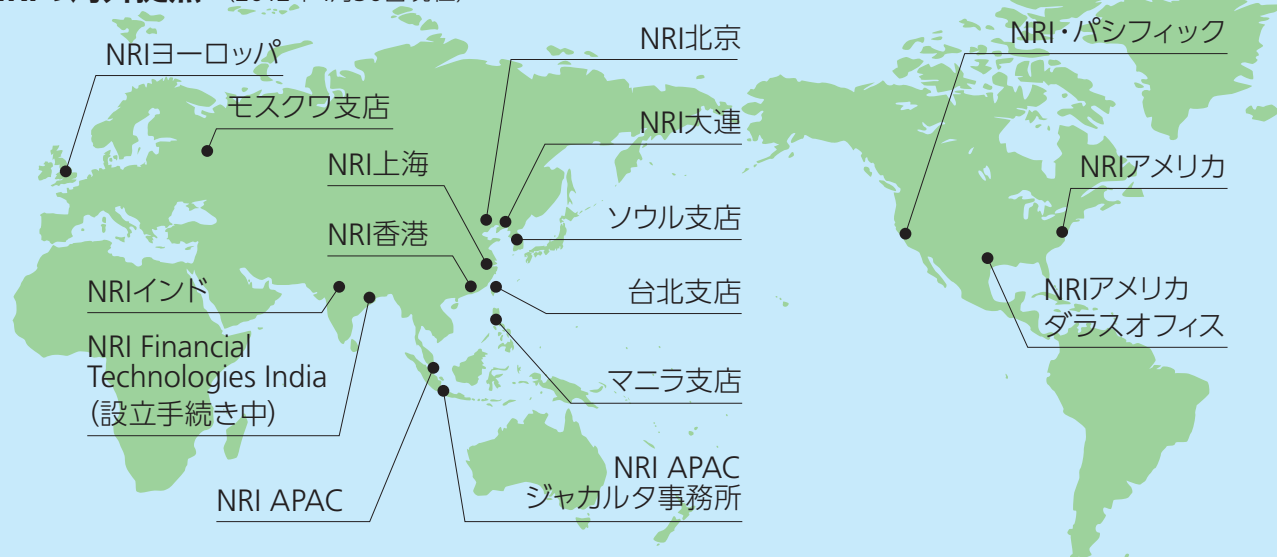 NRIヨーロッパ
モスクワ支店
NRI上海
NRI香港
NRIインド
NRI Financial
Technologies India
（設立手続き中）
NRI APAC
NRI北京
NRI大連
ソウル支店
台北支店
マニラ支店
NRI APAC
ジャカルタ事務所
NRI・パシフィック
NRIアメリカ
NRIアメリカ
ダラスオフィス